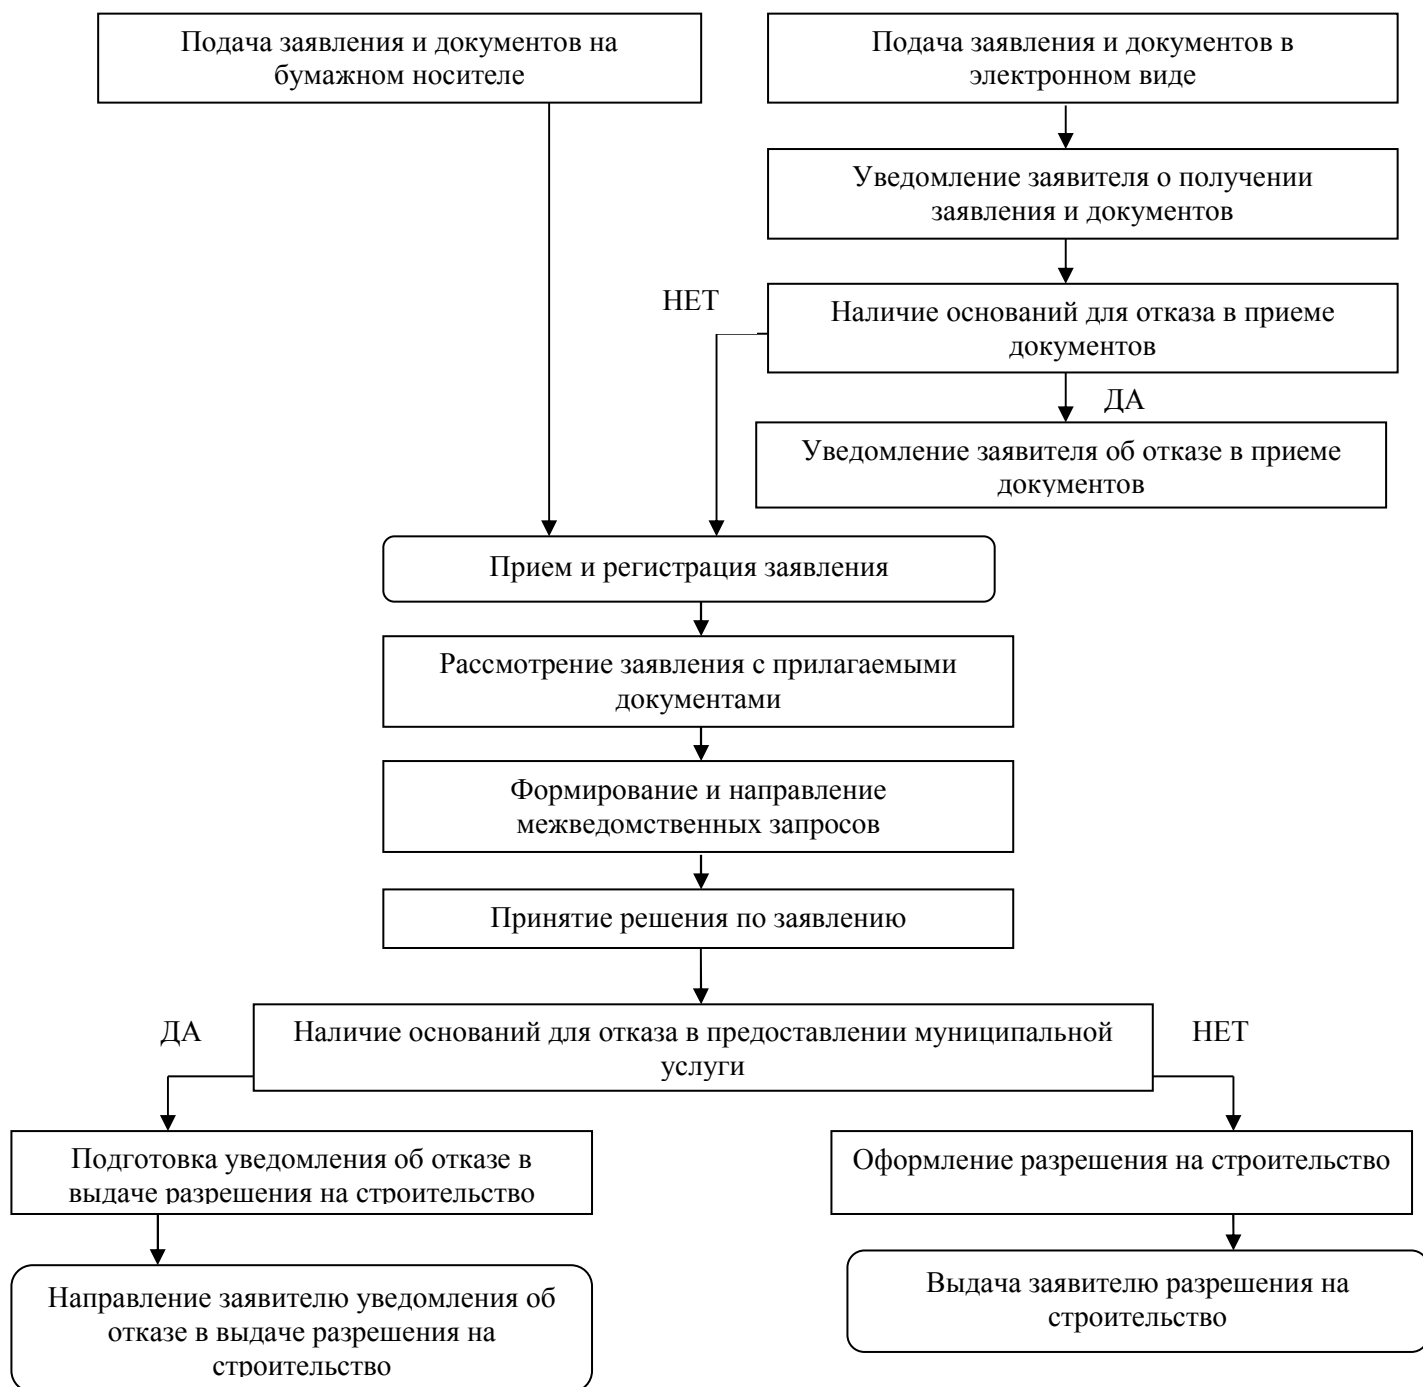 Подача заявления и документов на
бумажном носителе
Подача заявления и документов в
электронном виде
Уведомление заявителя о получении
заявления и документов
НЕТ
Наличие оснований для отказа в приеме
документов
ДА
Уведомление заявителя об отказе в приеме
документов
Прием и регистрация заявления
Рассмотрение заявления с прилагаемыми
документами
Формирование и направление
межведомственных запросов
Принятие решения по заявлению
ДА
Наличие оснований для отказа в предоставлении муниципальной
услуги
НЕТ
Подготовка уведомления об отказе в
выдаче разрешения на строительство
Оформление разрешения на строительство
Направление заявителю уведомления об
отказе в выдаче разрешения на
строительство
Выдача заявителю разрешения на
строительство